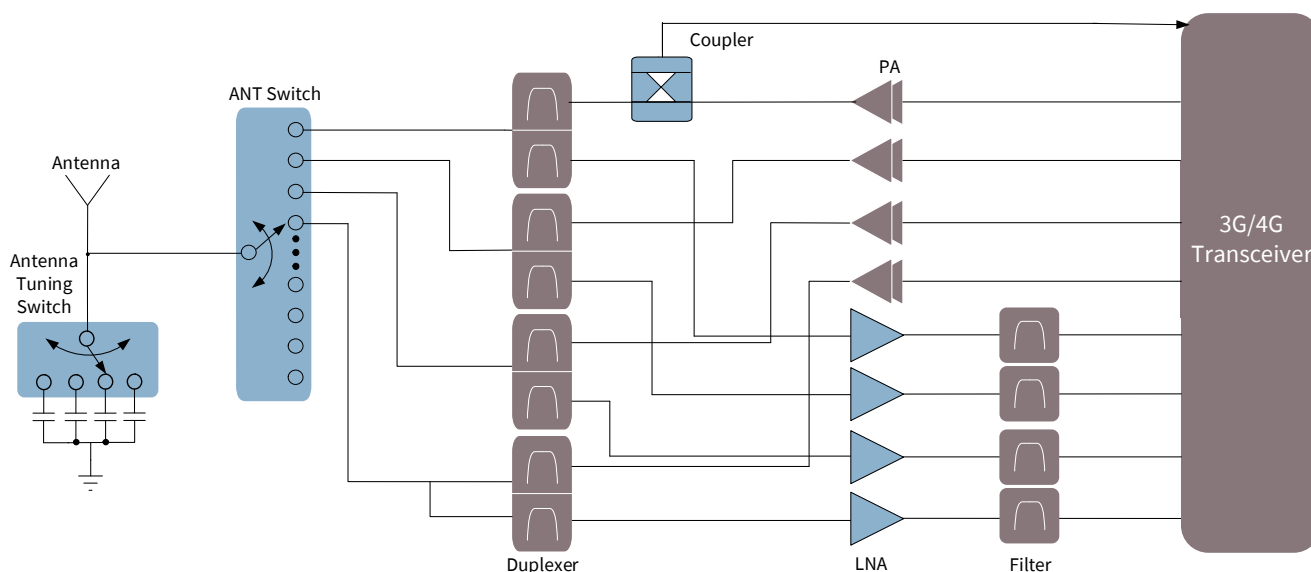 Coupler
PA
ANT Switch
Antenna
3G/4G
Transceiver
Antenna
Tuning
Switch
Duplexer
LNA
Filter